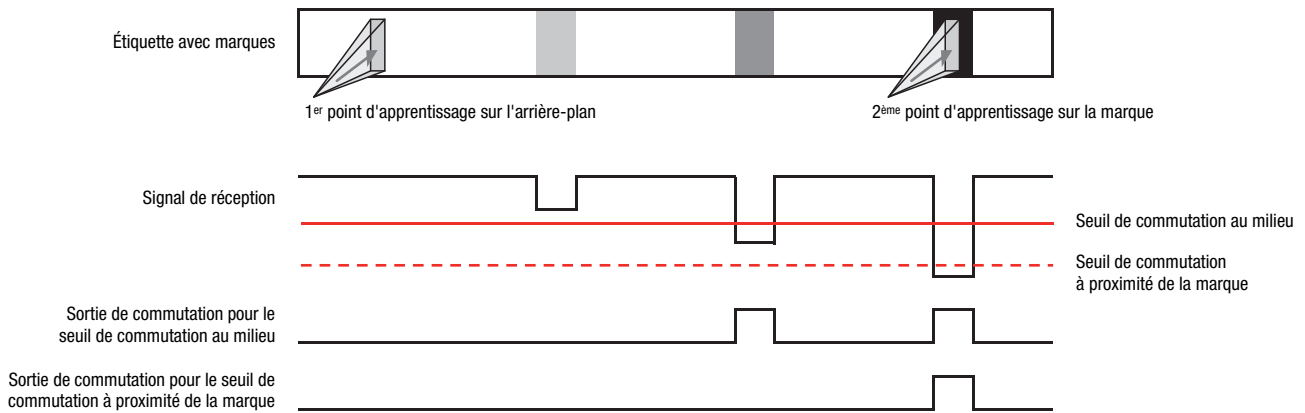 Étiquette avec marques
1er point d'apprentissage sur l'arrière-plan
2ème point d'apprentissage sur la marque
Signal de réception
Seuil de commutation au milieu
Seuil de commutation
à proximité de la marque
Sortie de commutation pour le
seuil de commutation au milieu
Sortie de commutation pour le seuil de
commutation à proximité de la marque